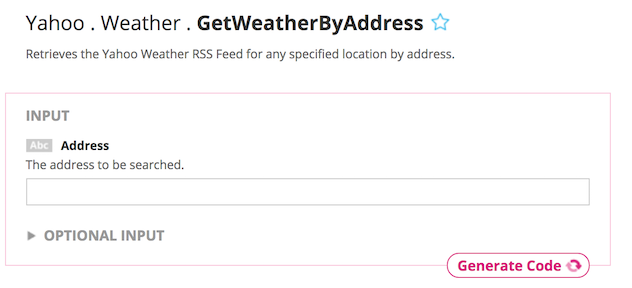 Yahoo . Weather . GetWeatherByAddress
Retrieves the Yahoo Weather RSS Feed for any specified location by address.
INPUT
Abc Address
The address to be searched.
OPTIONAL INPUT
Generate Code